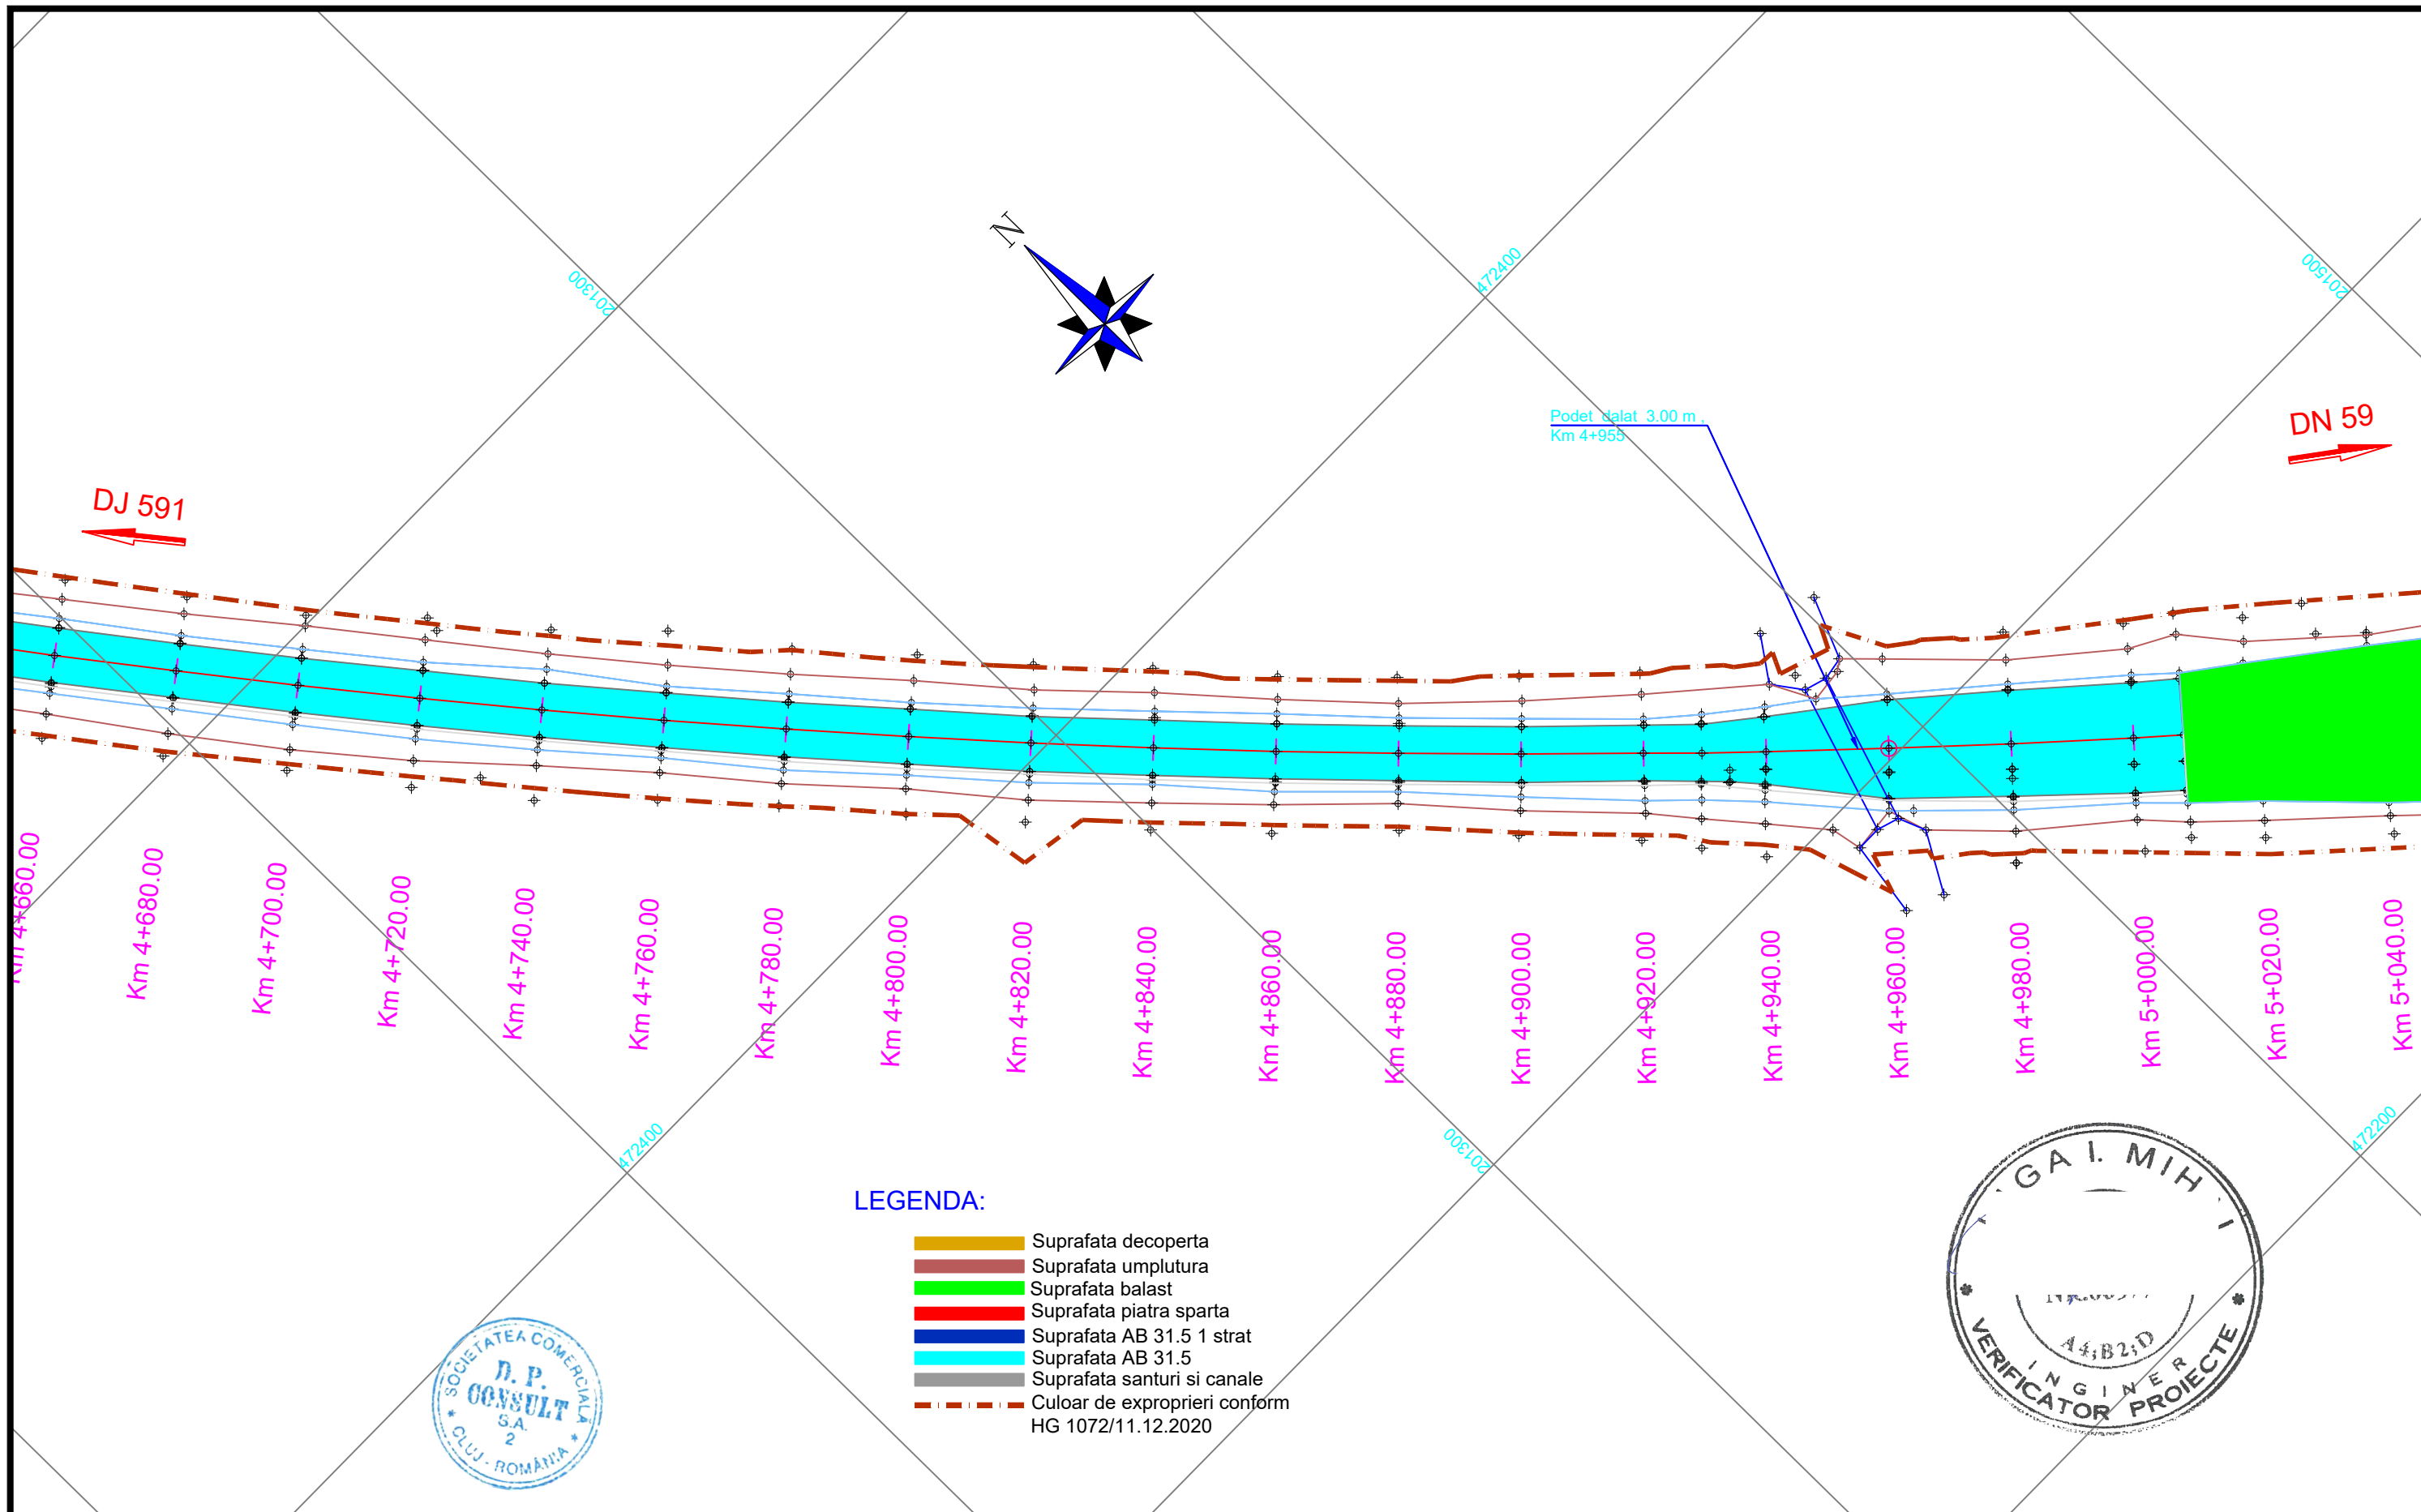 N
201300
472400
201500
Podet dalat 3.00 m ,
Km 4+955
DN 59
DJ 591
Km 4+660.00
Km 4+680.00
Km 4+700.00
Km 4+720.00
Km 4+740.00
Km 4+760.00
Km 4+780.00
Km 4+800.00
Km 4+820.00
Km 4+840.00
Km 4+860.00
Km 4+880.00
Km 4+900.00
Km 4+920.00
Km 4+940.00
Km 4+960.00
Km 4+980.00
Km 5+000.00
Km 5+020.00
Km 5+040.00
472400
201300
472200
LEGENDA:
Suprafata decoperta
Suprafata umplutura
Suprafata balast
Suprafata piatra sparta
Suprafata AB 31.5 1 strat
Suprafata AB 31.5
Suprafata santuri si canale
Culoar de exproprieri conform
HG 1072/11.12.2020
SOCIETATEA COMERCIALĂ
D. P.
CONSULT
S.A.
2
* CLUJ - ROMÂNIA *
I. MIH
A4;B2;D
INGINER
* VERIFICATOR PROIECTE *